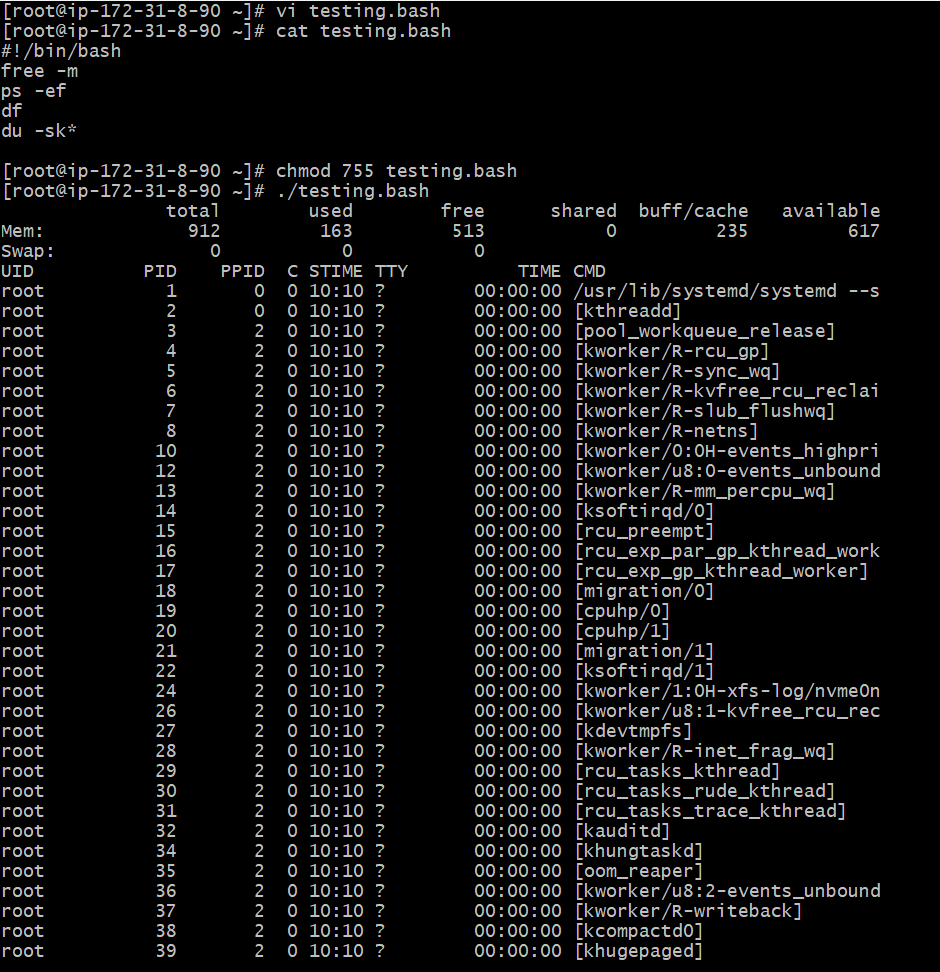 [root@ip-172-31-8-90 ~]# vi testing.bash
[root@ip-172-31-8-90 ~]# cat testing.bash
#!/bin/bash
free -m
ps -ef
df
du -sk*
[root@ip-172-31-8-90 ~]# chmod 755 testing.bash
[root@ip-172-31-8-90 ~]# ./testing.bash
               total        used        free      shared  buff/cache   available
Mem:             912         163         513           0         235         617
Swap:              0           0           0
UID          PID    PPID  C STIME TTY          TIME CMD
root           1       0  0 10:10 ?        00:00:00 /usr/lib/systemd/systemd --s
root           2       0  0 10:10 ?        00:00:00 [kthreadd]
root           3       2  0 10:10 ?        00:00:00 [pool_workqueue_release]
root           4       2  0 10:10 ?        00:00:00 [kworker/R-rcu_gp]
root           5       2  0 10:10 ?        00:00:00 [kworker/R-sync_wq]
root           6       2  0 10:10 ?        00:00:00 [kworker/R-kvfree_rcu_reclai
root           7       2  0 10:10 ?        00:00:00 [kworker/R-slub_flushwq]
root           8       2  0 10:10 ?        00:00:00 [kworker/R-netns]
root          10       2  0 10:10 ?        00:00:00 [kworker/0:0H-events_highpri
root          12       2  0 10:10 ?        00:00:00 [kworker/u8:0-events_unbound
root          13       2  0 10:10 ?        00:00:00 [kworker/R-mm_percpu_wq]
root          14       2  0 10:10 ?        00:00:00 [ksoftirqd/0]
root          15       2  0 10:10 ?        00:00:00 [rcu_preempt]
root          16       2  0 10:10 ?        00:00:00 [rcu_exp_par_gp_kthread_work
root          17       2  0 10:10 ?        00:00:00 [rcu_exp_gp_kthread_worker]
root          18       2  0 10:10 ?        00:00:00 [migration/0]
root          19       2  0 10:10 ?        00:00:00 [cpuhp/0]
root          20       2  0 10:10 ?        00:00:00 [cpuhp/1]
root          21       2  0 10:10 ?        00:00:00 [migration/1]
root          22       2  0 10:10 ?        00:00:00 [ksoftirqd/1]
root          24       2  0 10:10 ?        00:00:00 [kworker/1:0H-xfs-log/nvme0n
root          26       2  0 10:10 ?        00:00:00 [kworker/u8:1-kvfree_rcu_rec
root          27       2  0 10:10 ?        00:00:00 [kdevtmpfs]
root          28       2  0 10:10 ?        00:00:00 [kworker/R-inet_frag_wq]
root          29       2  0 10:10 ?        00:00:00 [rcu_tasks_kthread]
root          30       2  0 10:10 ?        00:00:00 [rcu_tasks_rude_kthread]
root          31       2  0 10:10 ?        00:00:00 [rcu_tasks_trace_kthread]
root          32       2  0 10:10 ?        00:00:00 [kauditd]
root          34       2  0 10:10 ?        00:00:00 [khungtaskd]
root          35       2  0 10:10 ?        00:00:00 [oom_reaper]
root          36       2  0 10:10 ?        00:00:00 [kworker/u8:2-events_unbound
root          37       2  0 10:10 ?        00:00:00 [kworker/R-writeback]
root          38       2  0 10:10 ?        00:00:00 [kcompactd0]
root          39       2  0 10:10 ?        00:00:00 [khugepaged]